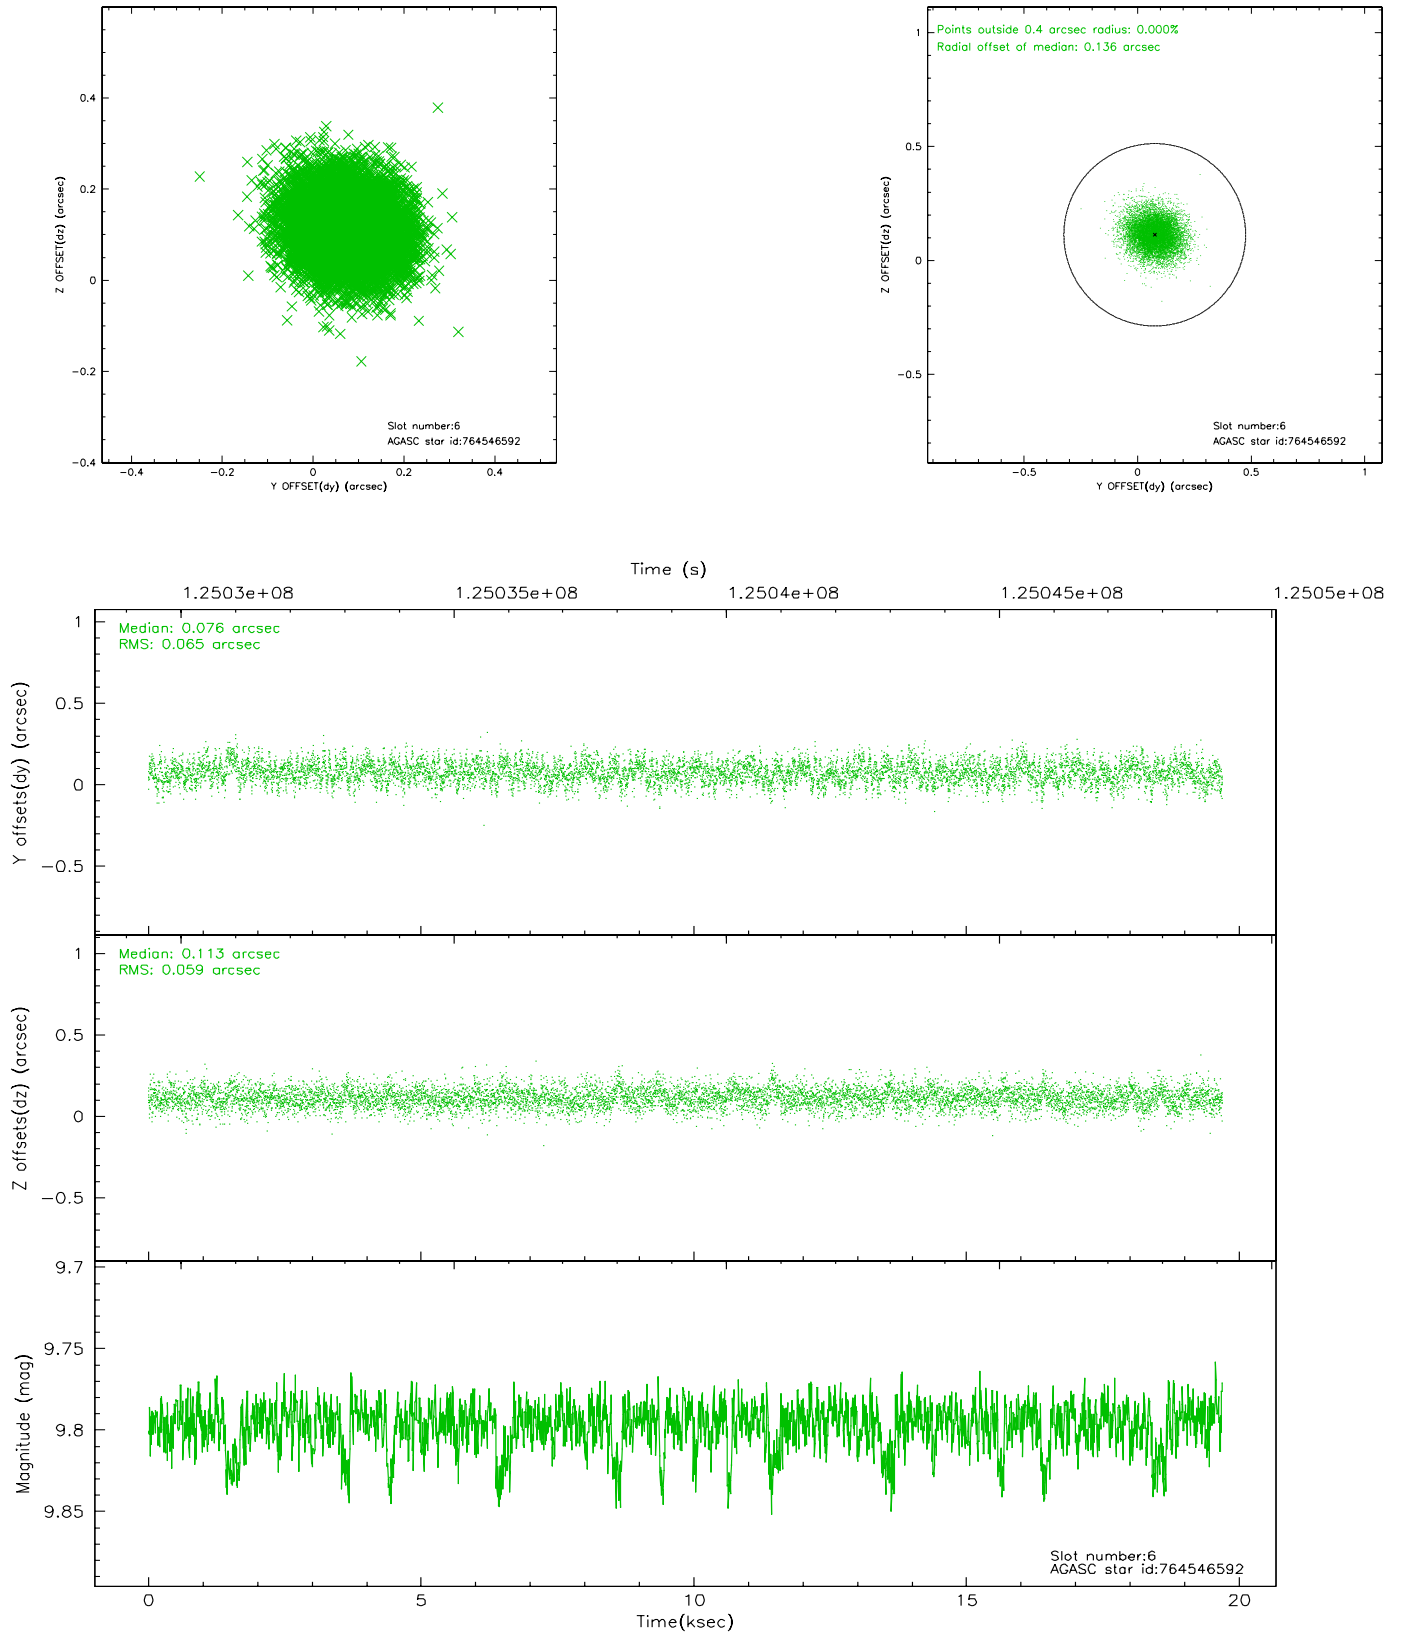 0.4
0.2
0
-0.2
-0.4
Z OFFSET(dz) (arcsec)
Slot number:6
AGASC star id:764546592
-0.4 -0.2 0 0.2 0.4
Y OFFSET(dy) (arcsec)
Points outside 0.4 arcsec radius: 0.000%
Radial offset of median: 0.136 arcsec
1
0.5
0
-0.5
Z OFFSET(dz) (arcsec)
Slot number:6
AGASC star id:764546592
-0.5 0 0.5 1
Y OFFSET(dy) (arcsec)
Time (s)
1.2503e+08 1.25035e+08 1.2504e+08 1.25045e+08 1.2505e+08
Median: 0.076 arcsec
RMS: 0.065 arcsec
1
0.5
0
-0.5
Y offsets(dy) (arcsec)
Median: 0.113 arcsec
RMS: 0.059 arcsec
1
0.5
0
-0.5
Z offsets(dz) (arcsec)
9.7
9.75
9.8
9.85
Magnitude (mag)
Slot number:6
AGASC star id:764546592
0 5 10 15 20
Time(ksec)